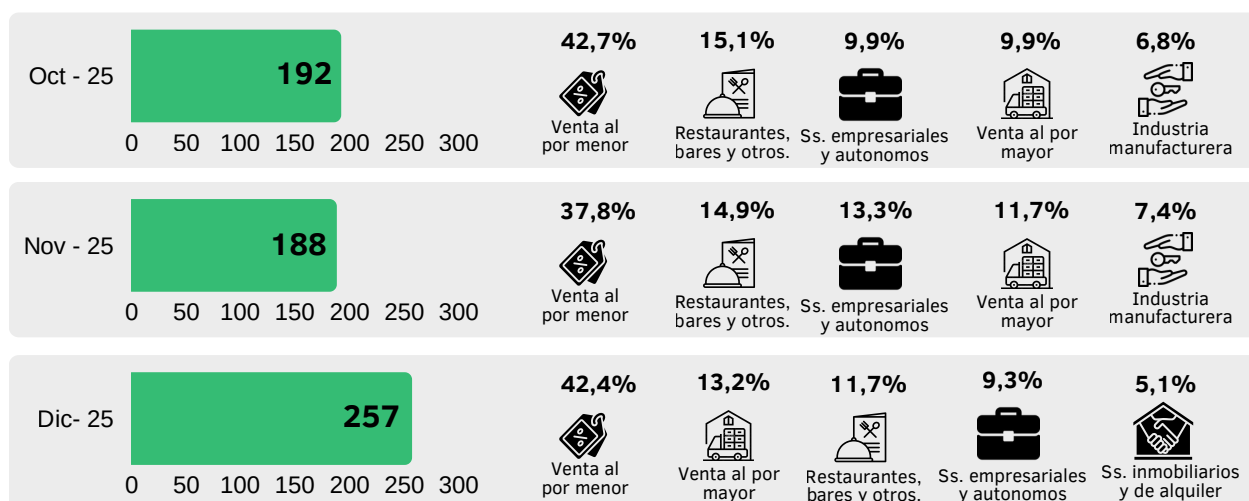 42,7% 15,1% 9,9% 9,9% 6,8%
Oct - 25 192
%
Venta al Restaurantes, Ss. empresariales Venta al por Industria
por menor bares y otros. y autonomos mayor manufacturera
0 50 100 150 200 250 300
37,8% 14,9% 13,3% 11,7% 7,4%
Nov - 25 188
%
Venta al Restaurantes, Ss. empresariales Venta al por Industria
por menor bares y otros. y autonomos mayor manufacturera
0 50 100 150 200 250 300
42,4% 13,2% 11,7% 9,3% 5,1%
Dic- 25 257
%
Venta al Venta al por Restaurantes, Ss. empresariales Ss. inmobiliarios
por menor mayor bares y otros. y autonomos y de alquiler
0 50 100 150 200 250 300